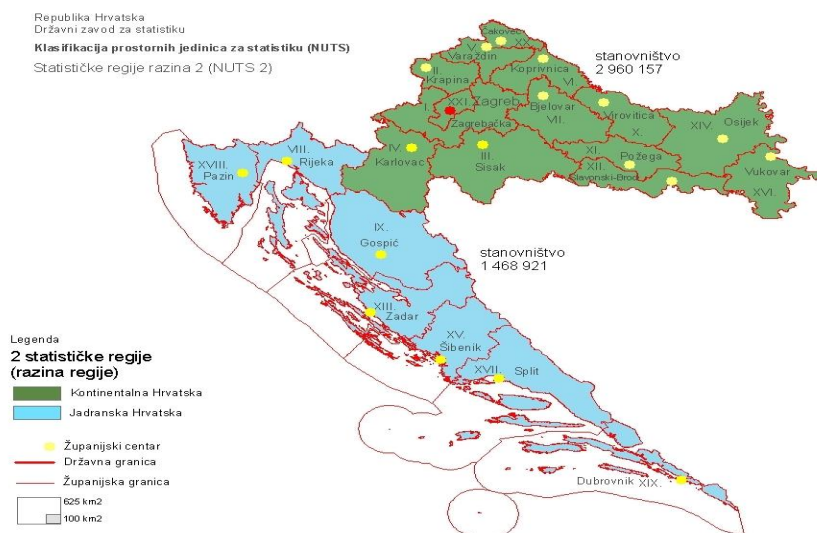 Republika Hrvatska
Državni zavod za statistiku
Klasifikacija prostornih jedinica za statistiku (NUTS)
Statističke regije razina 2 (NUTS 2)
stanovništvo
2 960 157
Čakovec
XX.
V.
Varaždin
II.
Krapina
Koprivnica
VI.
I.
XXI. Zagreb
Zagrebačka
Bjelovar
VII.
Virovitica
X.
XIV.
Osijek
IV.
Karlovac
III.
Sisak
XI.
Požega
XII.
Slavonski-Brod
Vukovar
XVI.
XVIII.
Pazin
VIII.
Rijeka
IX.
Gospić
stanovništvo
1 468 921
XIII.
Zadar
XV.
Šibenik
XVII.
Split
Dubrovnik XIX.
Legenda
2 statističke regije
(razina regije)
Kontinentalna Hrvatska
Jadranska Hrvatska
Županijski centar
Državna granica
Županijska granica
625 km2
100 km2